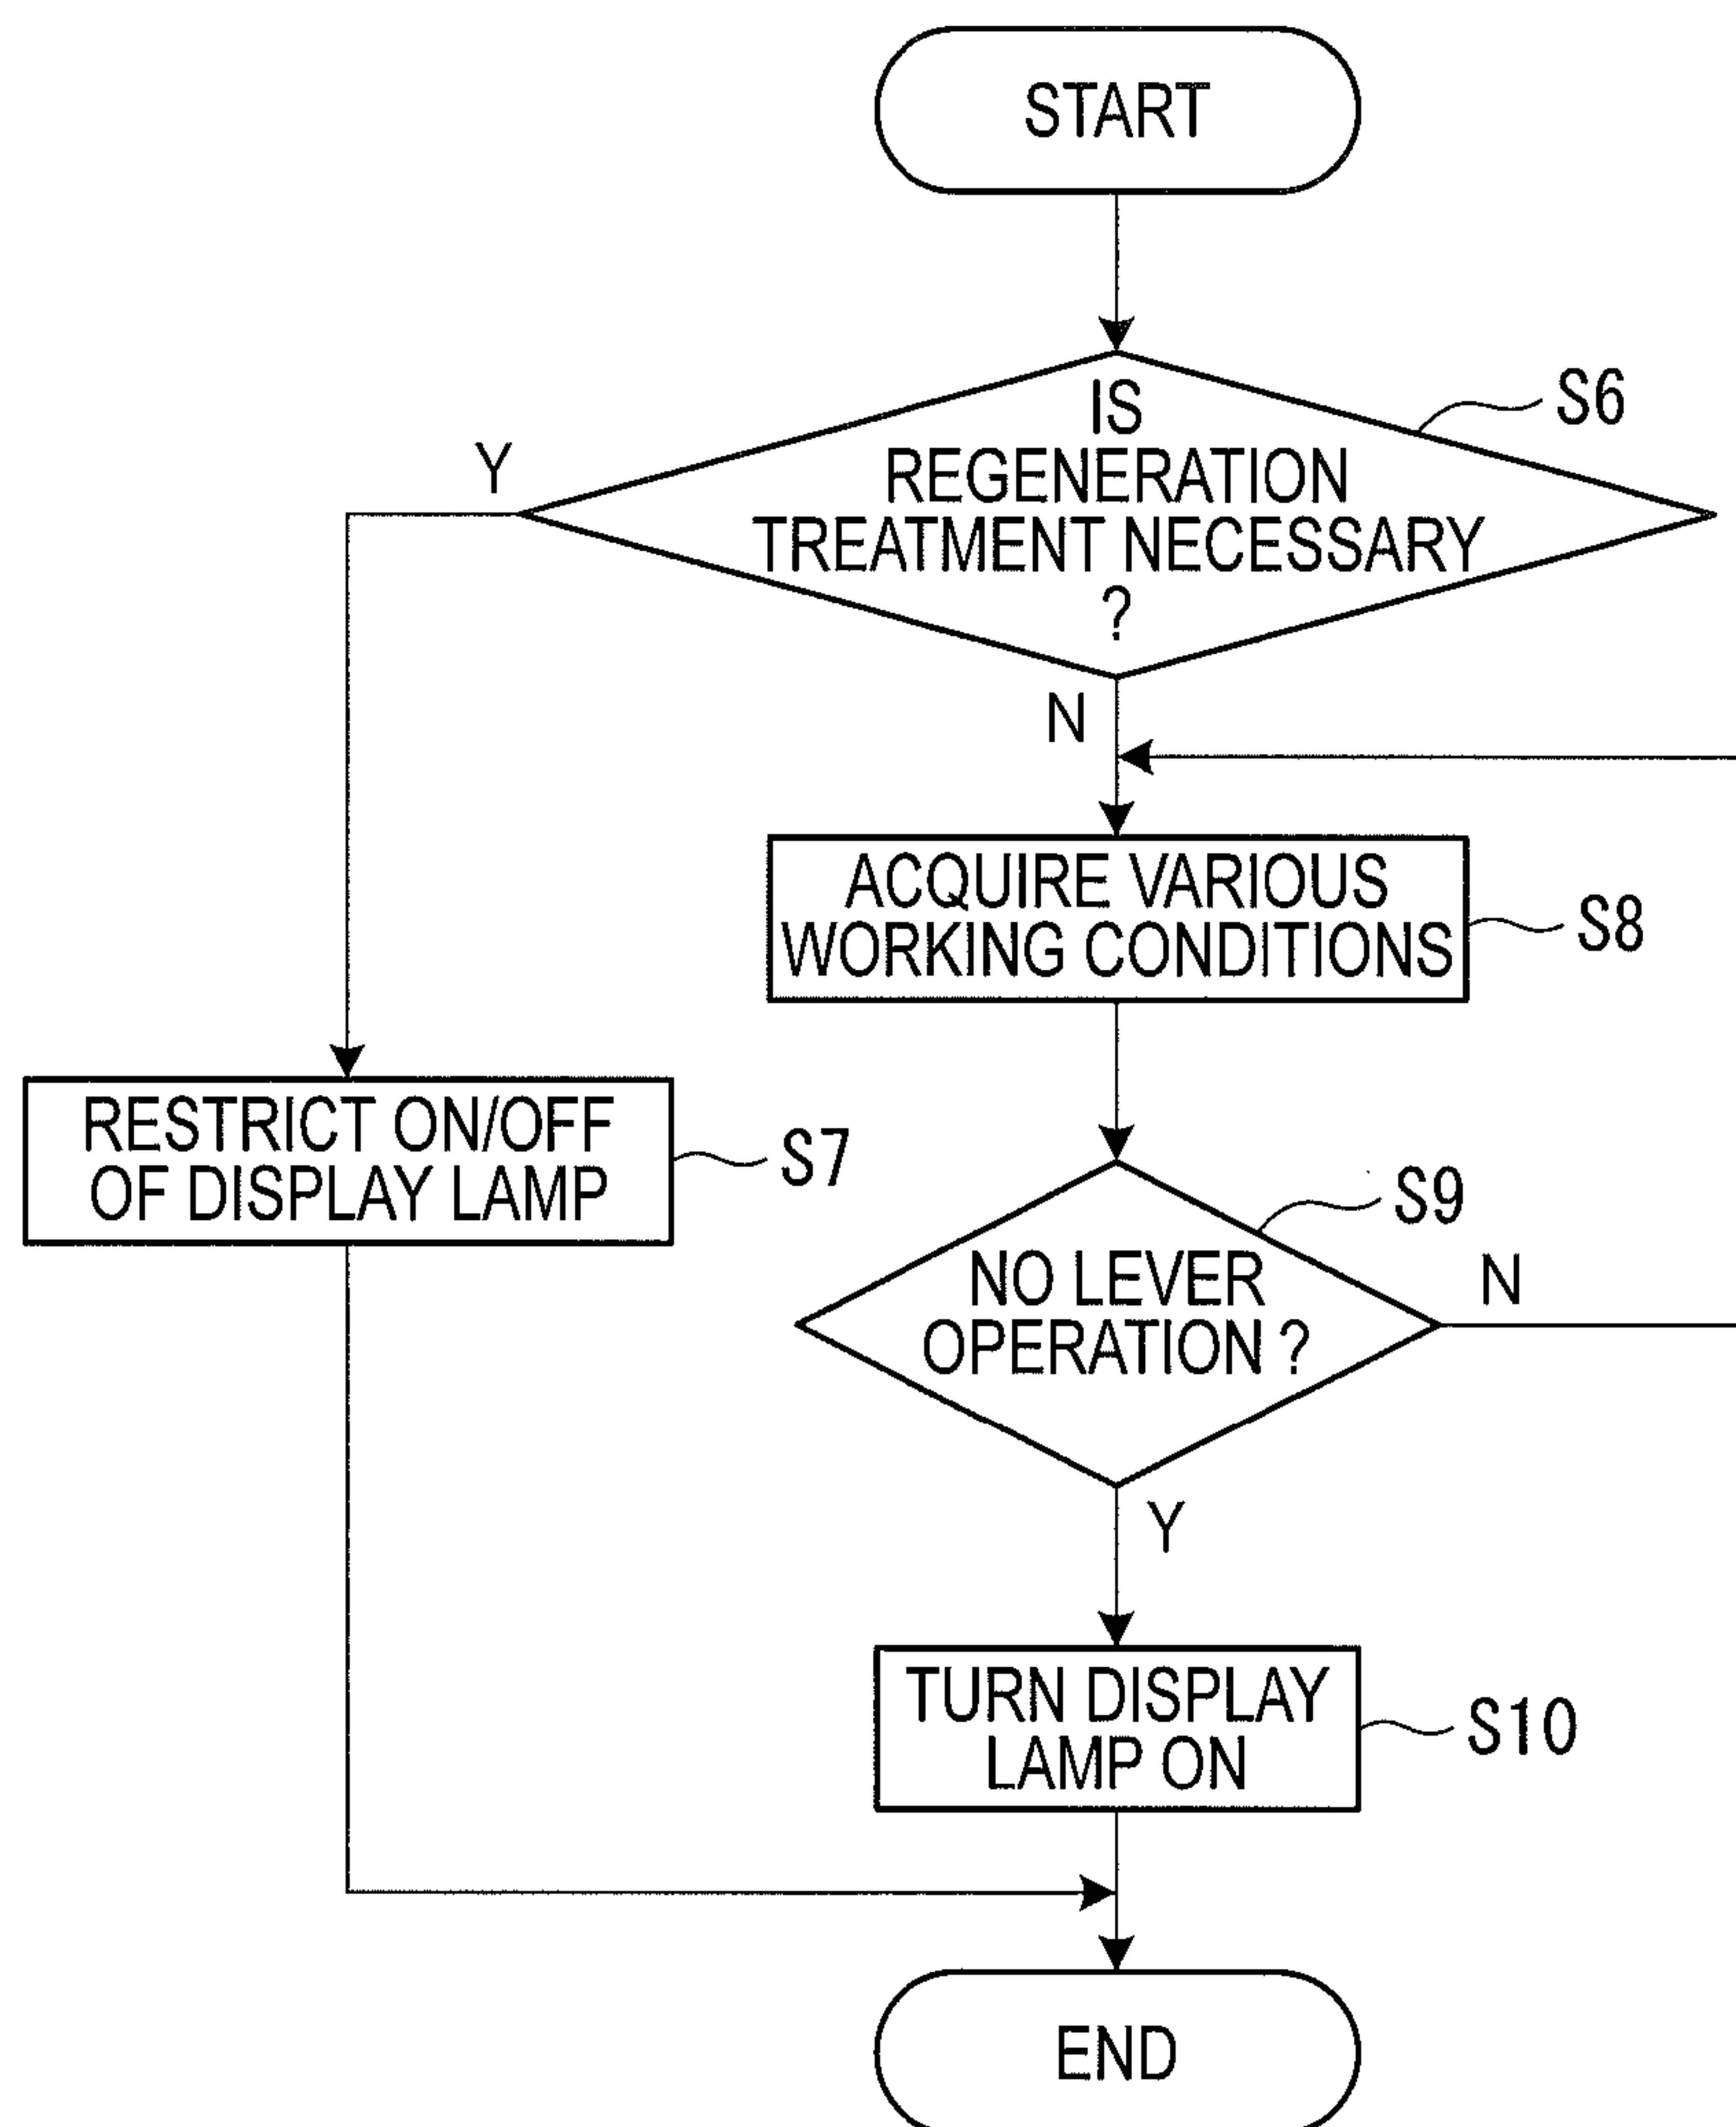 START
IS
REGENERATION
TREATMENT NECESSARY
?
S6
Y
N
ACQUIRE VARIOUS
WORKING CONDITIONS
S8
RESTRICT ON/OFF
OF DISPLAY LAMP
S7
NO LEVER
OPERATION ?
S9
N
Y
TURN DISPLAY
LAMP ON
S10
END